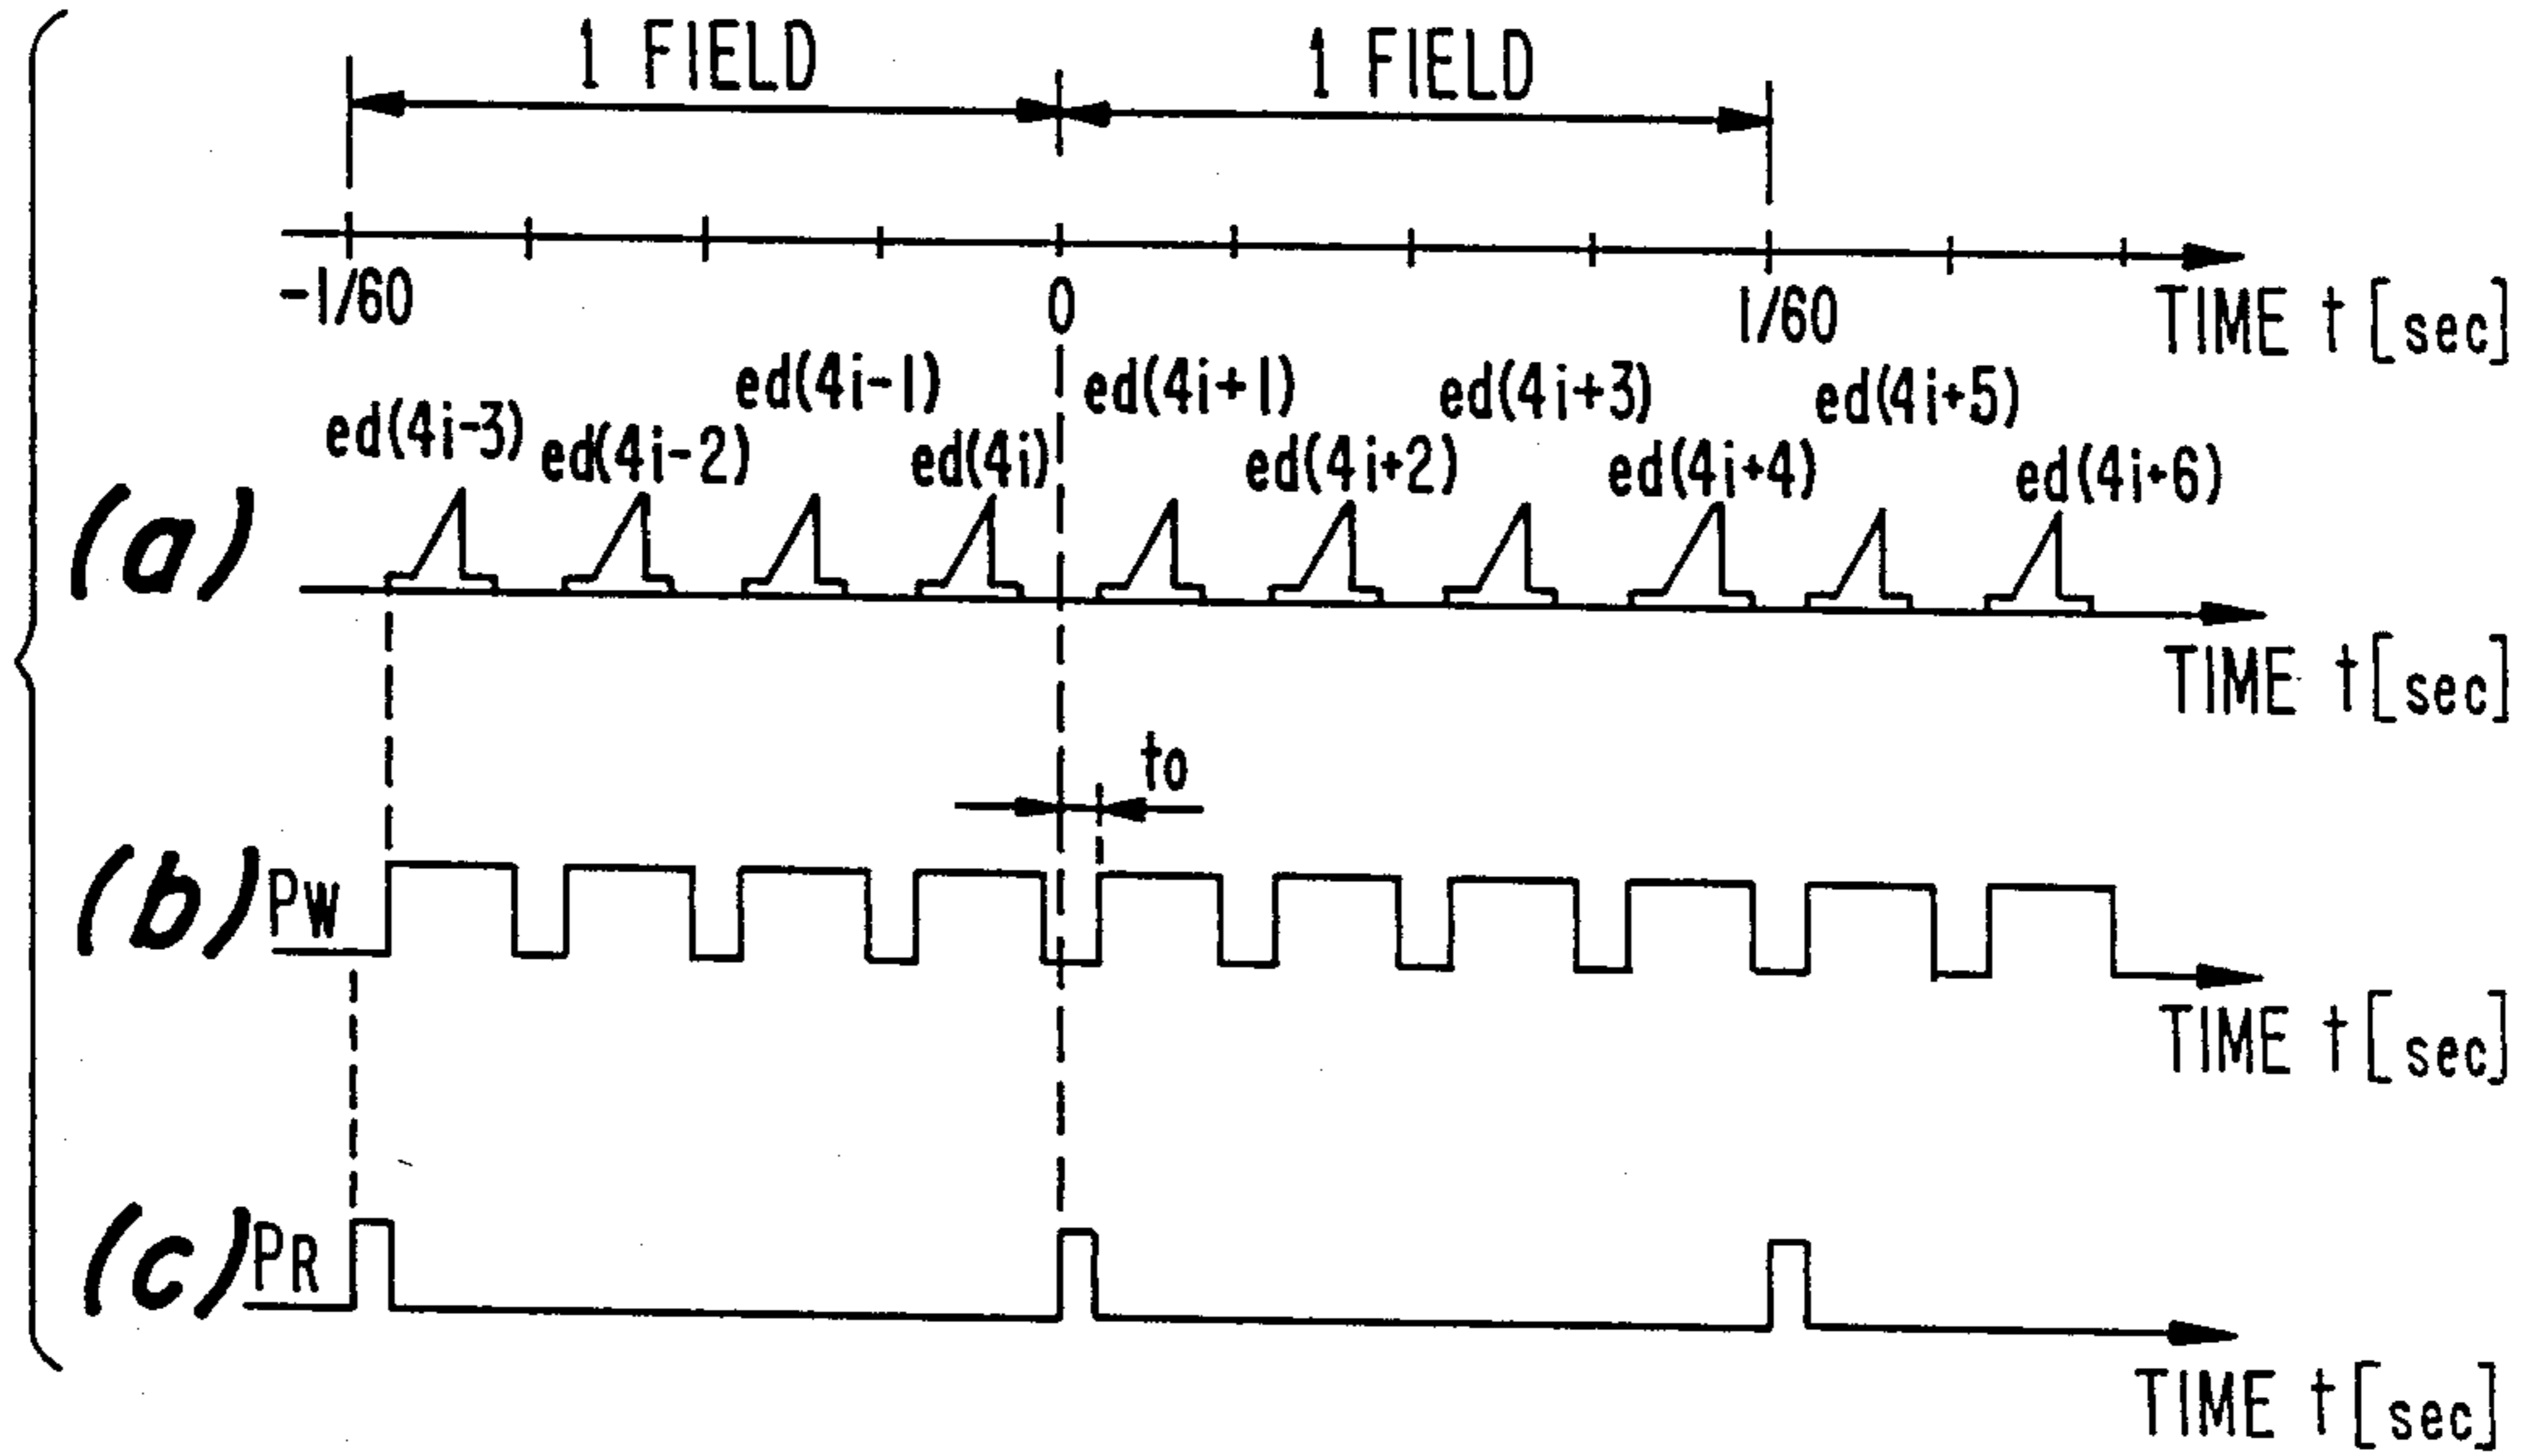 1 FIELD 1 FIELD
-1/60 0 1/60 TIME t [sec]
ed(4i-3) ed(4i-2) ed(4i-1) ed(4i) ed(4i+1) ed(4i+2) ed(4i+3) ed(4i+4) ed(4i+5) ed(4i+6)
(a)
TIME t [sec]
to
(b) PW
TIME t [sec]
(c) PR
TIME t [sec]